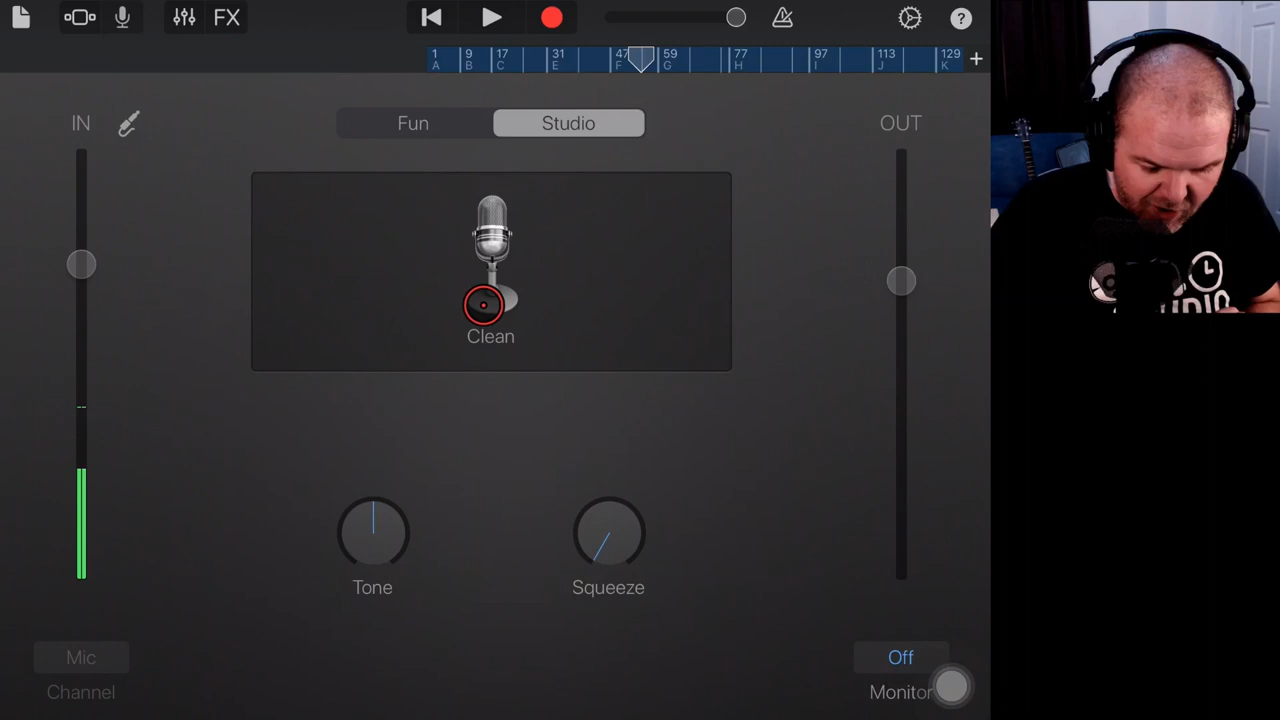 FX
1 9 17 31 47 59 77 97 113 129
A B C E F G H I J K
IN
Fun
Studio
OUT
Clean
Tone
Squeeze
Mic
Channel
Off
Monitor